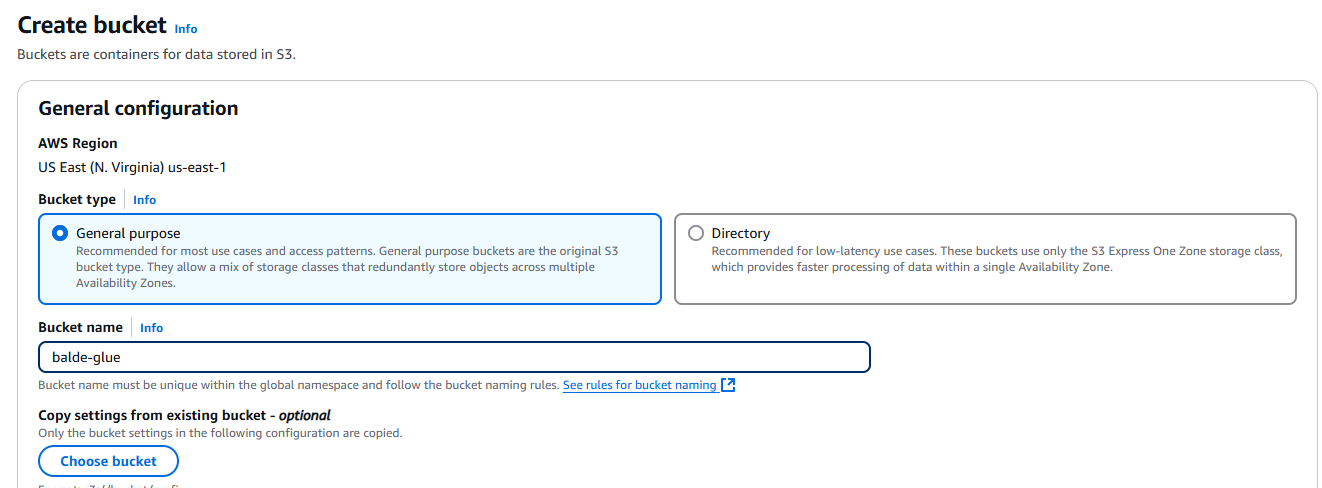 Create bucket Info
Buckets are containers for data stored in S3.
General configuration
AWS Region
US East (N. Virginia) us-east-1
Bucket type Info
General purpose
Recommended for most use cases and access patterns. General purpose buckets are the original S3
bucket type. They allow a mix of storage classes that redundantly store objects across multiple
Availability Zones.
Directory
Recommended for low-latency use cases. These buckets use only the S3 Express One Zone storage class,
which provides faster processing of data within a single Availability Zone.
Bucket name Info
balde-glue
Bucket name must be unique within the global namespace and follow the bucket naming rules. See rules for bucket naming
Copy settings from existing bucket - optional
Only the bucket settings in the following configuration are copied.
Choose bucket